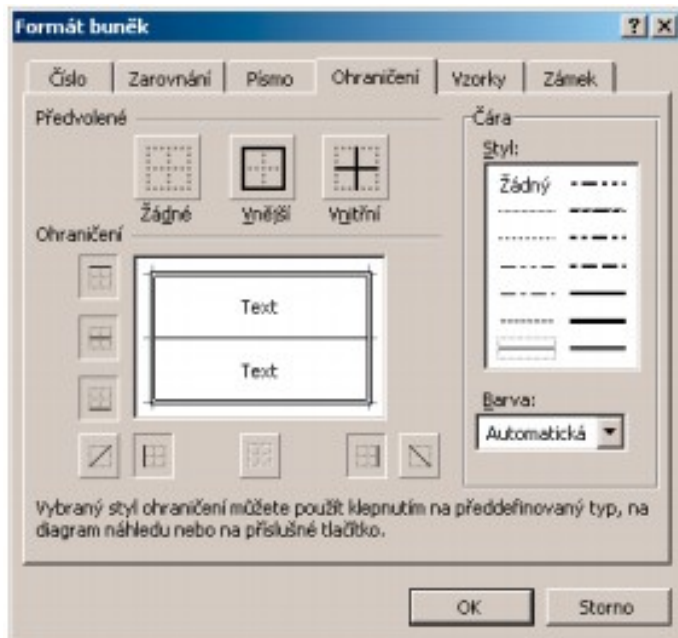 Formát buněk
Číslo Zarovnání Písmo Ohraničení Vzorky Zámek
Předvolené
Žádné Vnější Vnitřní
Ohraničení
Text
Text
Čára
Styl:
Žádný
Barva:
Automatická
Vybraný styl ohraničení můžete použít klepnutím na předdefinovaný typ, na
diagram náhledu nebo na příslušné tlačítko.
OK Storno